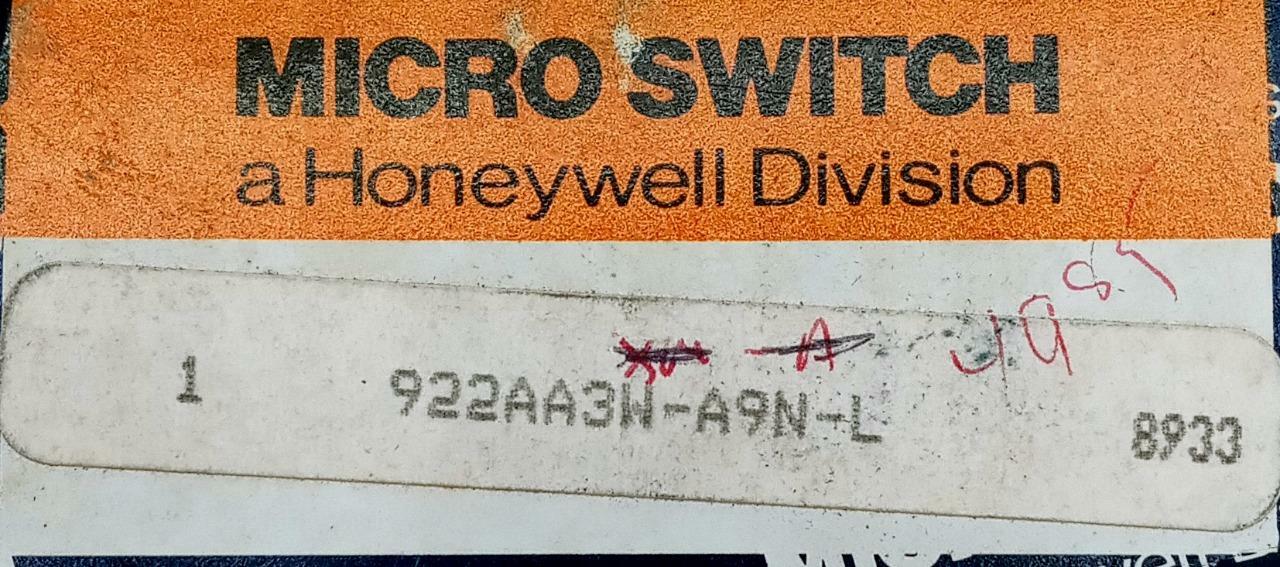 MICRO SWITCH
a Honeywell Division
1 922AA3W-A9N-L 8933